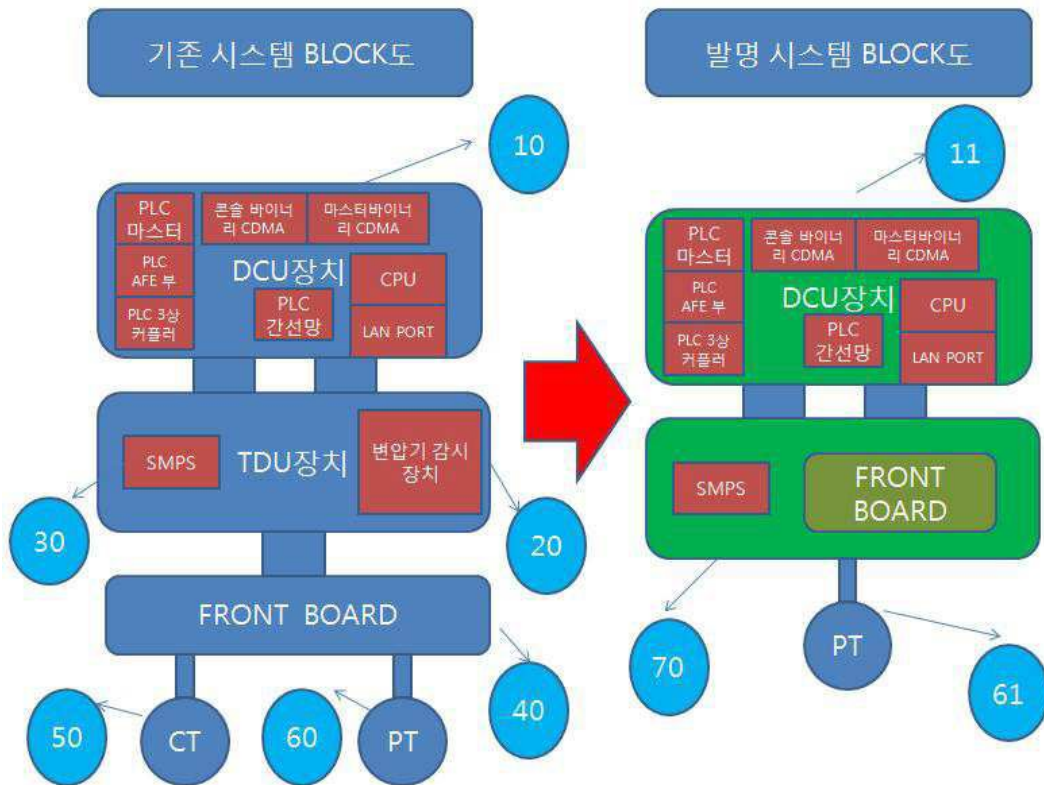 기존 시스템 BLOCK도
10
PLC
마스터
콘솔 바이너
리 CDMA
마스터바이너
리 CDMA
PLC
AFE 부
DCU장치
CPU
PLC
간선망
PLC 3상
커플러
LAN PORT
SMPS
TDU장치
변압기 감시
장치
30
20
FRONT BOARD
40
50
CT
60
PT
발명 시스템 BLOCK도
11
PLC
마스터
콘솔 바이너
리 CDMA
마스터바이너
리 CDMA
PLC
AFE 부
DCU장치
CPU
PLC
간선망
PLC 3상
커플러
LAN PORT
SMPS
FRONT
BOARD
70
PT
61